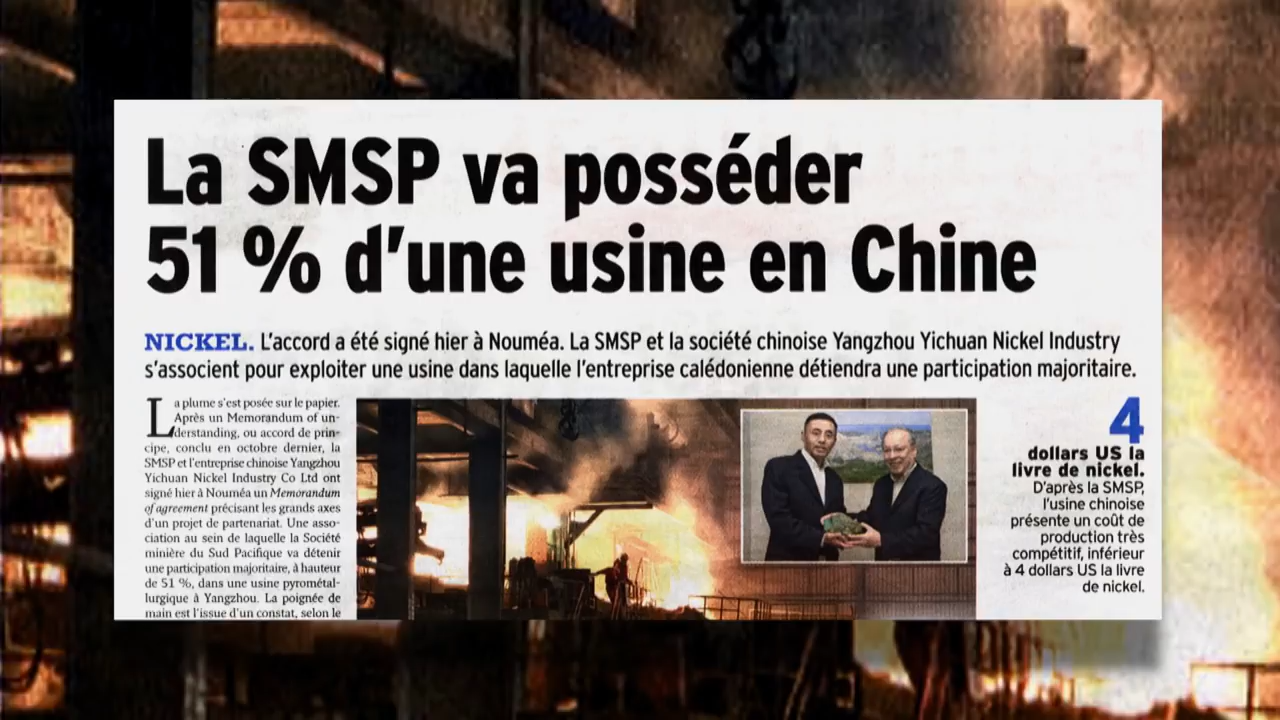 La SMSP va posséder
51 % d'une usine en Chine
NICKEL. L'accord a été signé hier à Nouméa. La SMSP et la société chinoise Yangzhou Yichuan Nickel Industry
s'associent pour exploiter une usine dans laquelle l'entreprise calédonienne détiendra une participation majoritaire.
La plume s'est posée sur le papier.
Après un Memorandum of un-
derstanding, ou accord de prin-
cipe, conclu en octobre dernier, la
SMSP et l'entreprise chinoise Yangzhou
Yichuan Nickel Industry Co Ltd ont
signé hier à Nouméa un Memorandum
of agreement précisant les grands axes
d'un projet de partenariat. Une asso-
ciation au sein de laquelle la Société
minière du Sud Pacifique va détenir
une participation majoritaire, à hauteur
de 51 %, dans une usine pyrométal-
lurgique à Yangzhou. La poignée de
main est l'issue d'un constat, selon le
4
dollars US la
livre de nickel.
D'après la SMSP,
l'usine chinoise
présente un coût de
production très
compétitif, inférieur
à 4 dollars US la livre
de nickel.